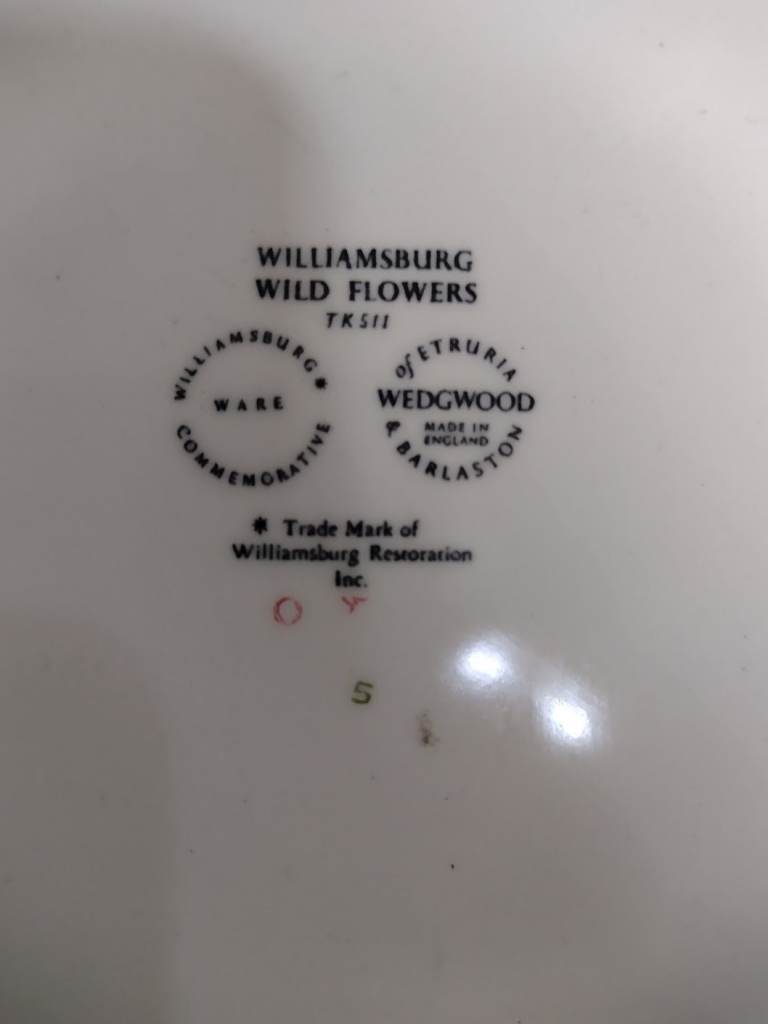 WILLIAMSBURG
WILD FLOWERS
TK511
WILLIAMSBURG*
WARE
COMMEMORATIVE
of ETRURIA
WEDGWOOD
MADE IN
ENGLAND
& BARLASTON
* Trade Mark of
Williamsburg Restoration
Inc.
O
5